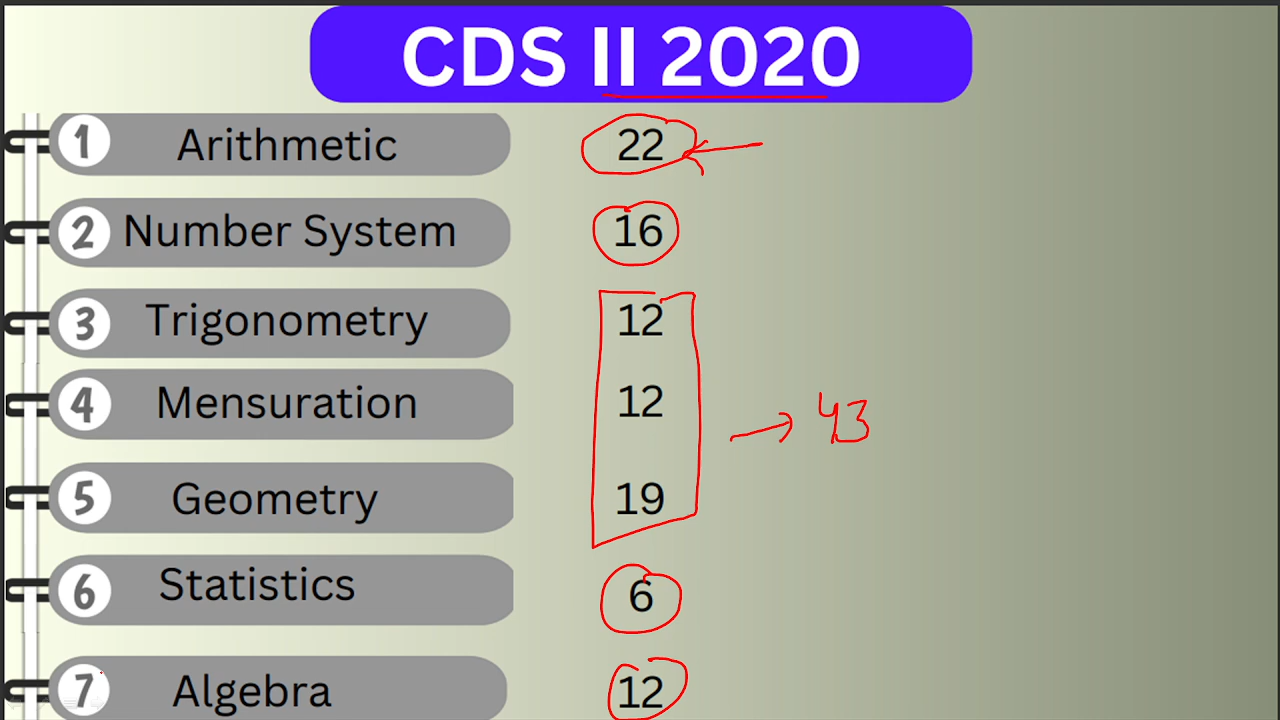 CDS II 2020
1 Arithmetic 22
2 Number System 16
3 Trigonometry 12
4 Mensuration 12
→ 43
5 Geometry 19
6 Statistics 6
7 Algebra 12